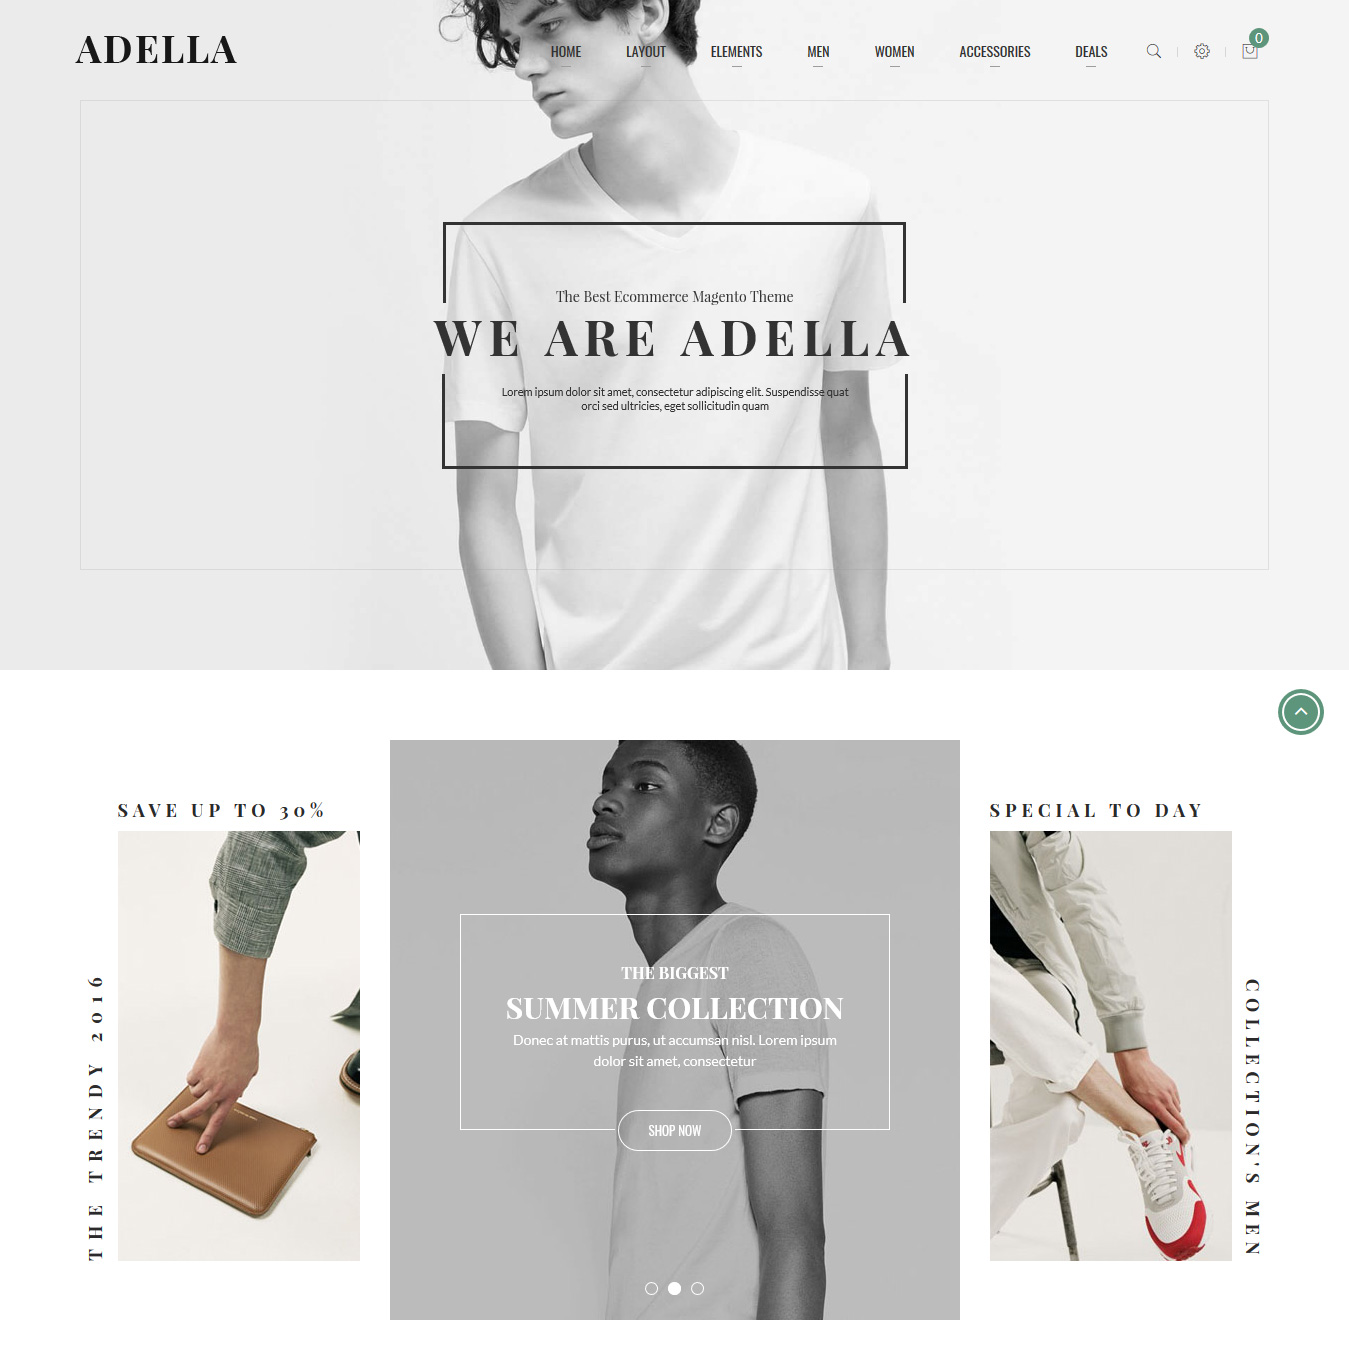 ADELLA
HOME LAYOUT ELEMENTS MEN WOMEN ACCESSORIES DEALS
0
The Best Ecommerce Magento Theme
WE ARE ADELLA
Lorem ipsum dolor sit amet, consectetur adipiscing elit. Suspendisse quat
orci sed ultricies, eget sollicitudin quam
SAVE UP TO 30%
THE TRENDY 2016
THE BIGGEST
SUMMER COLLECTION
Donec at mattis purus, ut accumsan nisl. Lorem ipsum
dolor sit amet, consectetur
SHOP NOW
SPECIAL TO DAY
COLLECTION'S MEN